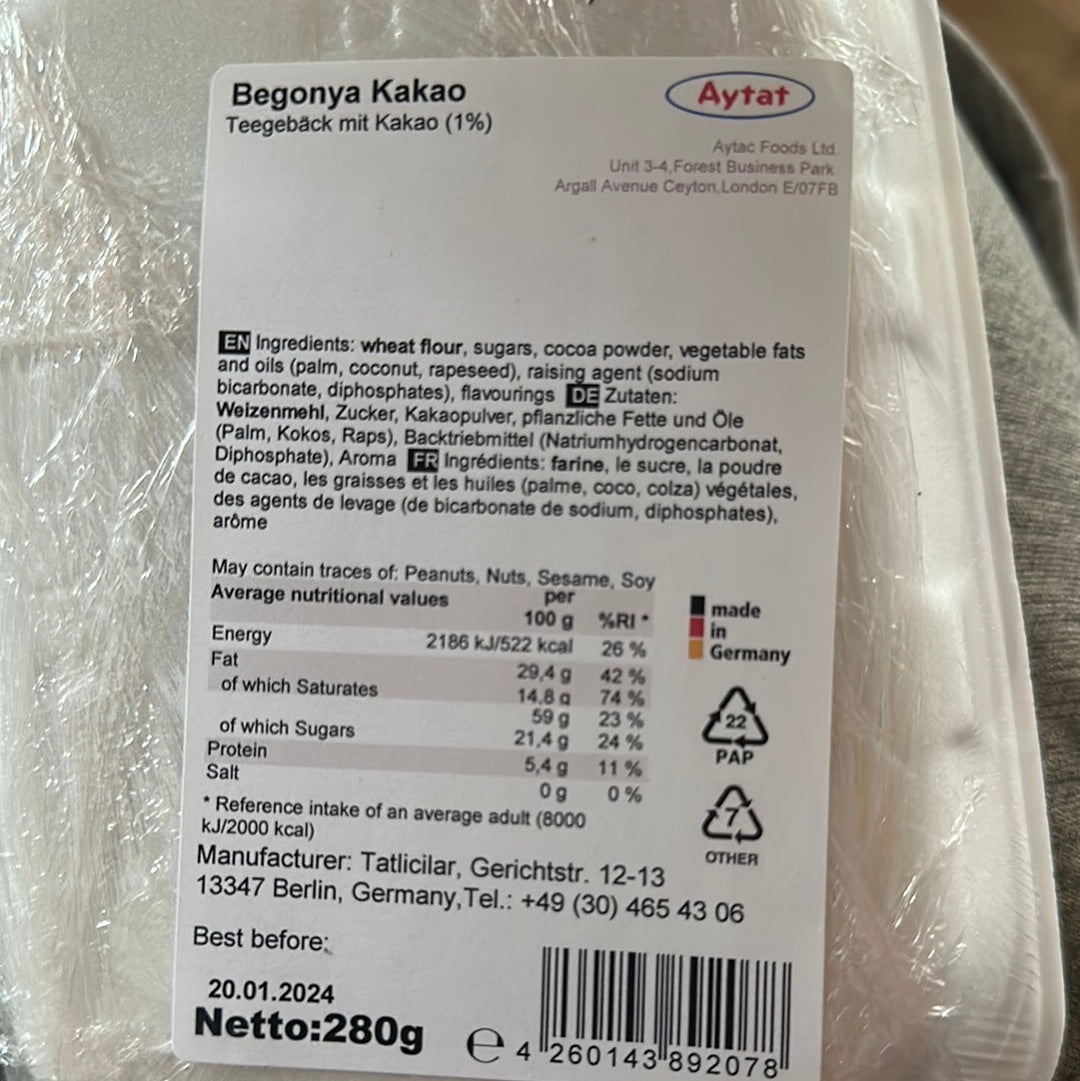 Begonya Kakao
Teegebäck mit Kakao (1%)
Aytat
Aytac Foods Ltd.
Unit 3-4,Forest Business Park
Argall Avenue Ceyton,London E/07FB
EN Ingredients: wheat flour, sugars, cocoa powder, vegetable fats
and oils (palm, coconut, rapeseed), raising agent (sodium
bicarbonate, diphosphates), flavourings DE Zutaten:
Weizenmehl, Zucker, Kakaopulver, pflanzliche Fette und Öle
(Palm, Kokos, Raps), Backtriebmittel (Natriumhydrogencarbonat,
Diphosphate), Aroma FR Ingrédients: farine, le sucre, la poudre
de cacao, les graisses et les huiles (palme, coco, colza) végétales,
des agents de levage (de bicarbonate de sodium, diphosphates),
arôme
May contain traces of: Peanuts, Nuts, Sesame, Soy
Average nutritional values per
100 g %RI *
Energy 2186 kJ/522 kcal 26 %
Fat 29,4 g 42 %
of which Saturates 14,8 g 74 %
59 g 23 %
of which Sugars 21,4 g 24 %
Protein 5,4 g 11 %
Salt 0 g 0 %
* Reference intake of an average adult (8000
kJ/2000 kcal)
made
in
Germany
22
PAP
7
OTHER
Manufacturer: Tatlicilar, Gerichtstr. 12-13
13347 Berlin, Germany,Tel.: +49 (30) 465 43 06
Best before:
20.01.2024
Netto:280g e
4 260143 892078